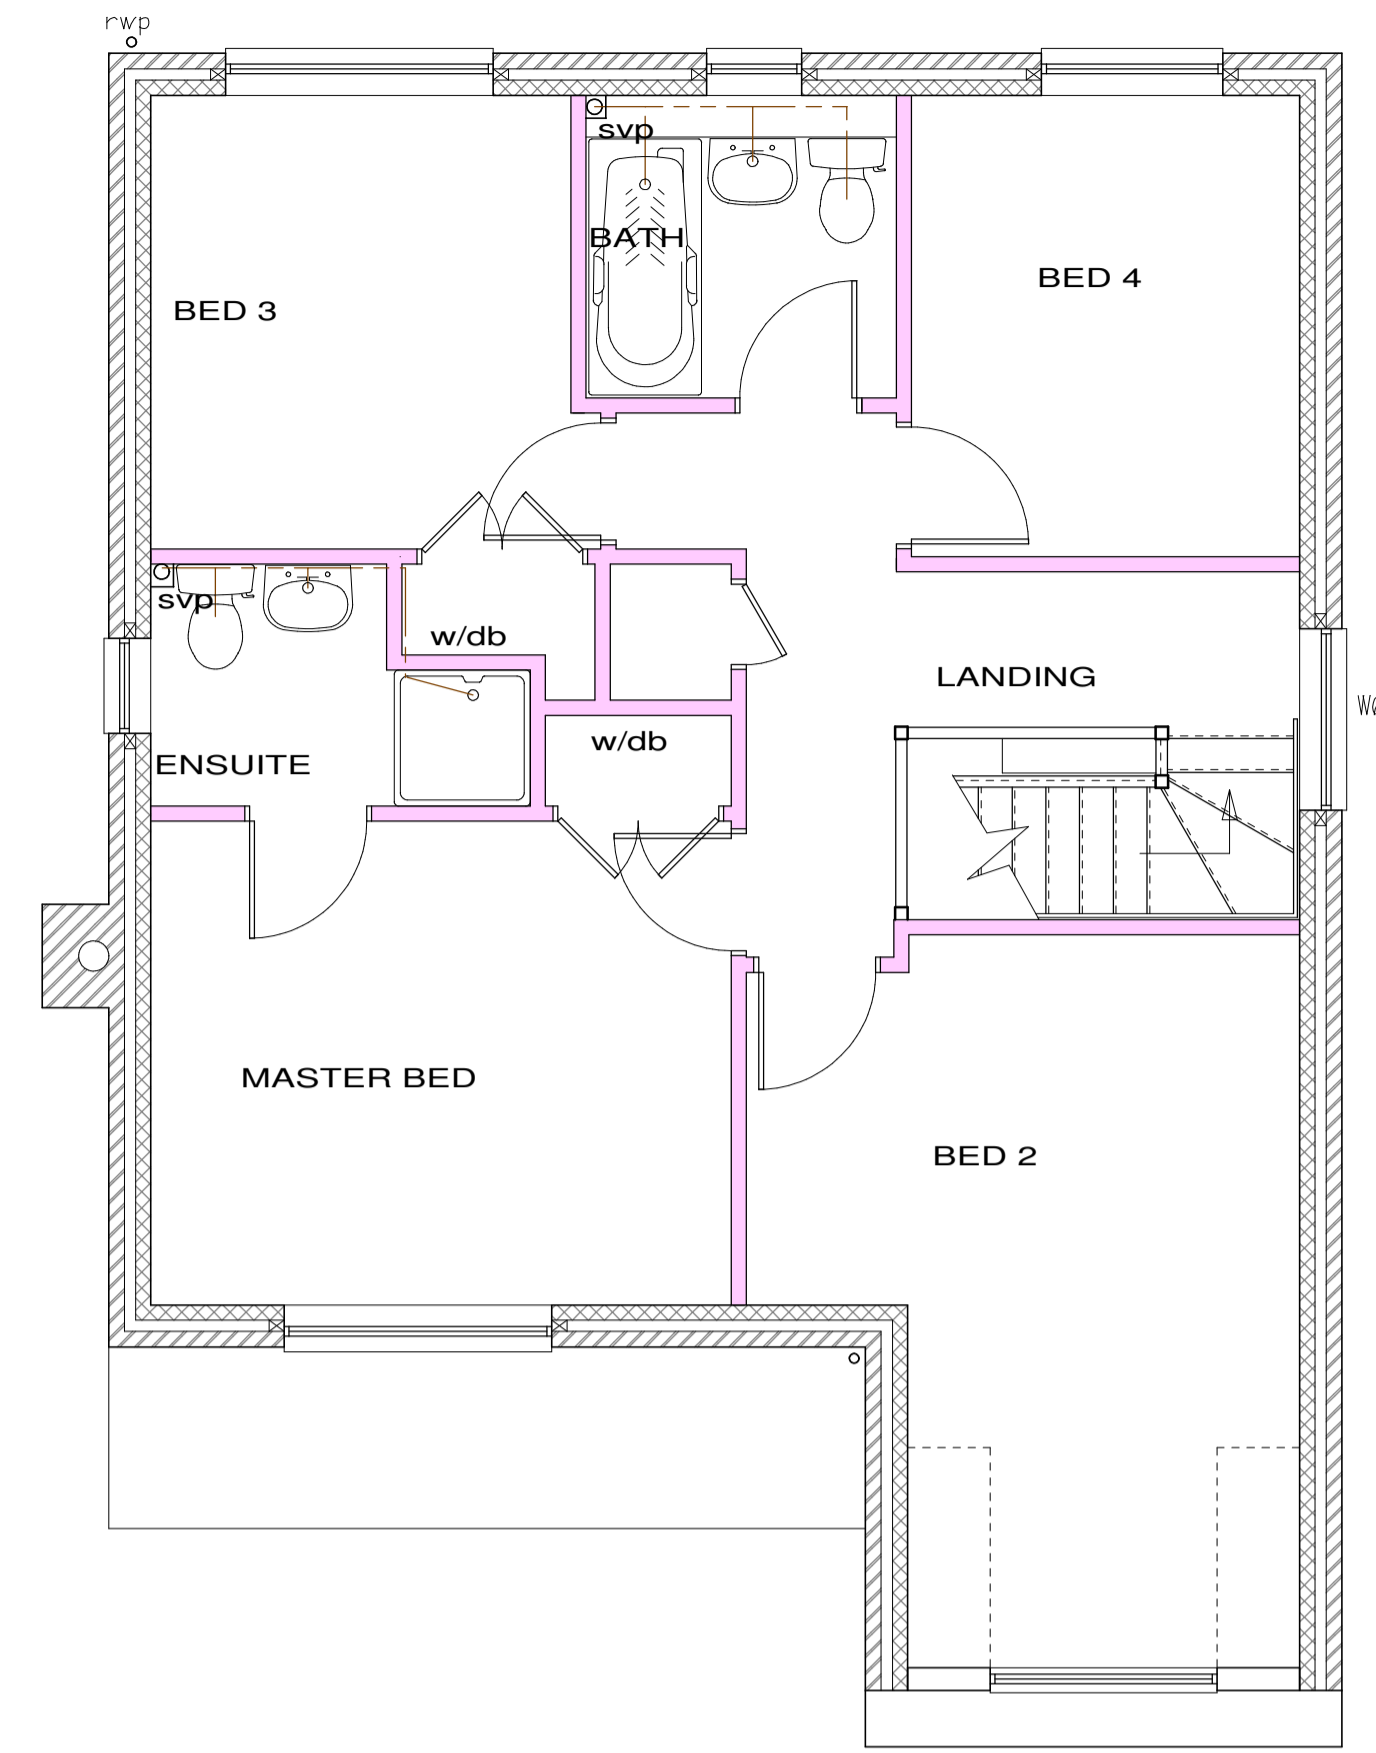 rwp
svp
BATH
BED 3
BED 4
svp
w/db
LANDING
w/db
ENSUITE
MASTER BED
BED 2